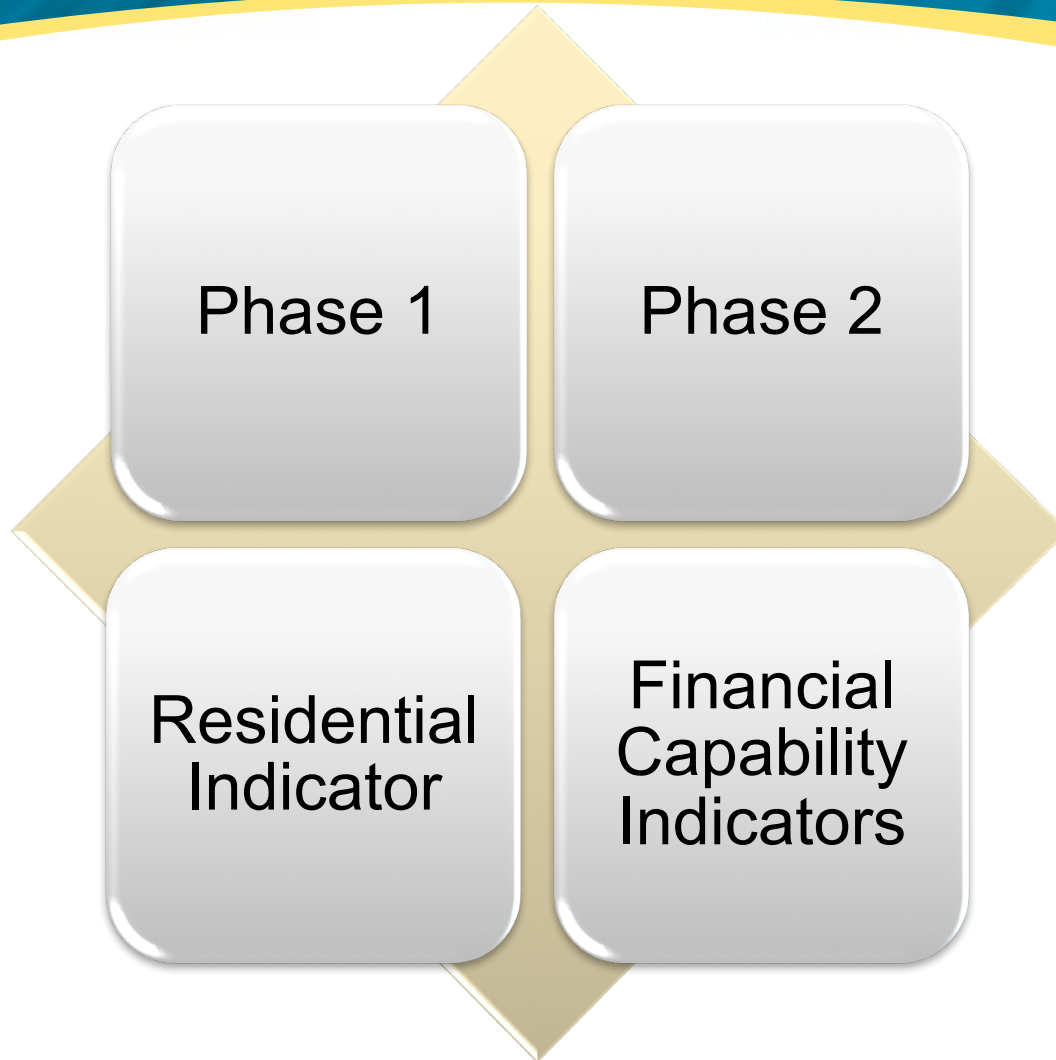 Phase 1
Phase 2
Residential
Indicator
Financial
Capability
Indicators